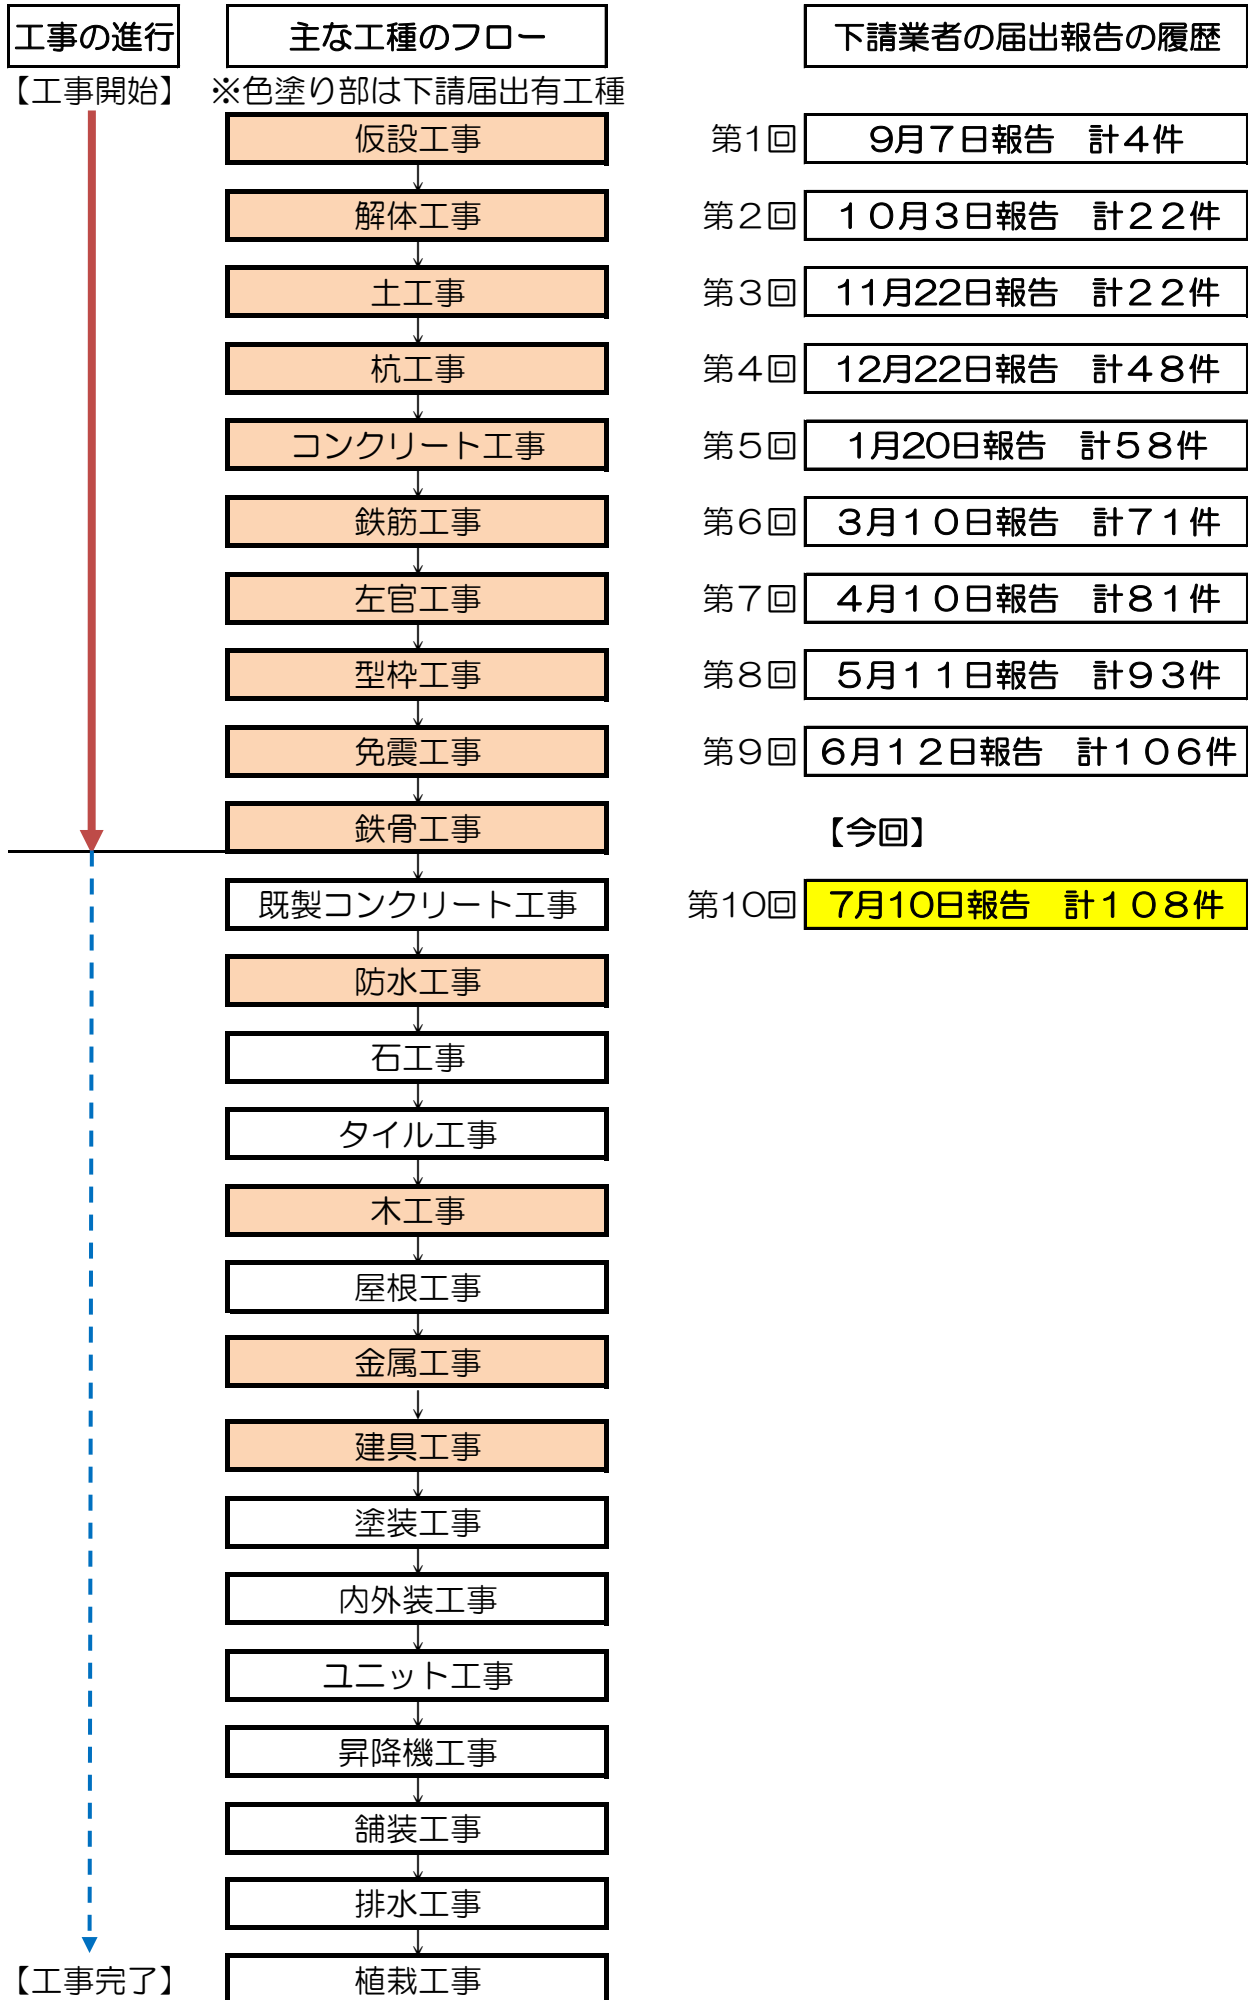 工事の進行
主な工種のフロー
下請業者の届出報告の履歴
【工事開始】
※色塗り部は下請届出有工種
仮設工事
第1回 9月7日報告 計4件
解体工事
第2回 10月3日報告 計22件
土工事
第3回 11月22日報告 計22件
杭工事
第4回 12月22日報告 計48件
コンクリート工事
第5回 1月20日報告 計58件
鉄筋工事
第6回 3月10日報告 計71件
左官工事
第7回 4月10日報告 計81件
型枠工事
第8回 5月11日報告 計93件
免震工事
第9回 6月12日報告 計106件
鉄骨工事
【今回】
既製コンクリート工事
第10回 7月10日報告 計108件
防水工事
石工事
タイル工事
木工事
屋根工事
金属工事
建具工事
塗装工事
内外装工事
ユニット工事
昇降機工事
舗装工事
排水工事
【工事完了】
植栽工事